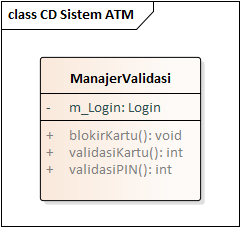 class CD Sistem ATM
ManajerValidasi
- m_Login: Login
+ blokirKartu(): void
+ validasiKartu(): int
+ validasiPIN(): int